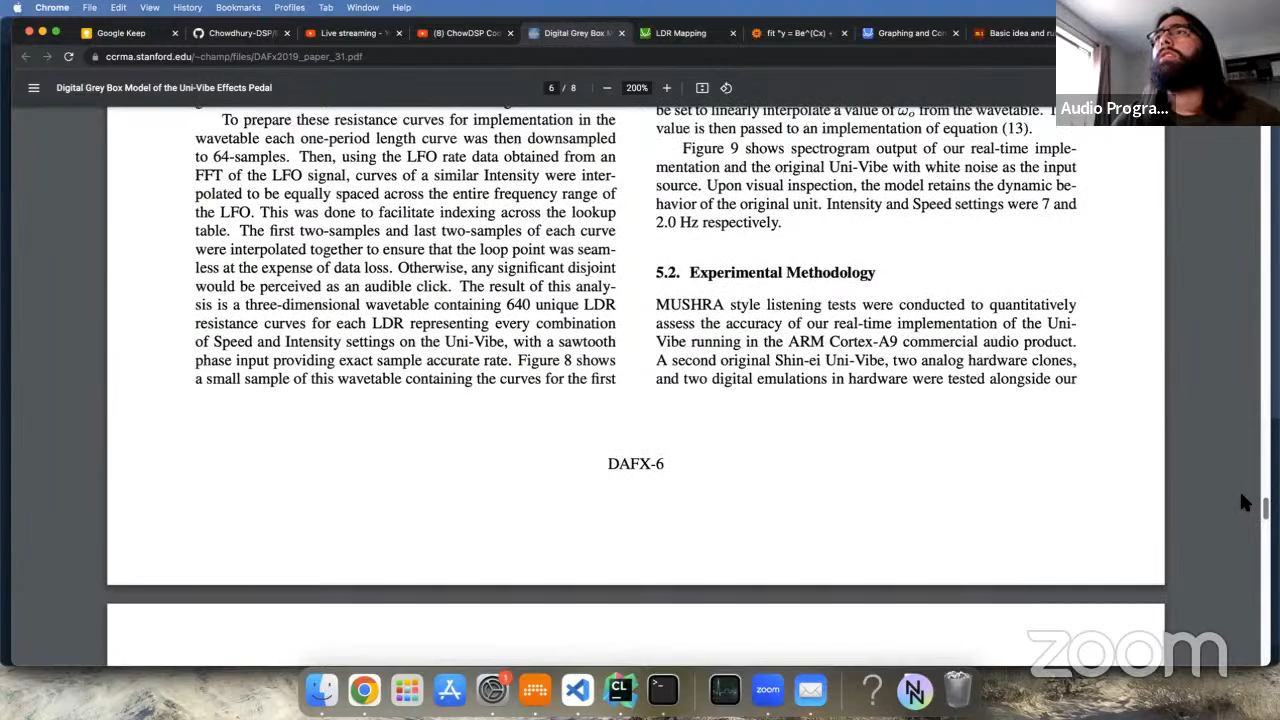 Chrome File Edit View History Bookmarks Profiles Tab Window Help
Google Keep Chowdhury-DSP/ Live streaming - Y (8) ChowDSP Co Digital Grey Box M LDR Mapping fit "y = Be^(Cx) + Graphing and Con Basic idea and ru
ccrma.stanford.edu/~champ/files/DAFx2019_paper_31.pdf
Digital Grey Box Model of the Uni-Vibe Effects Pedal 6 / 8 200%
Audio Progra...
To prepare these resistance curves for implementation in the
wavetable each one-period length curve was then downsampled
to 64-samples. Then, using the LFO rate data obtained from an
FFT of the LFO signal, curves of a similar Intensity were inter-
polated to be equally spaced across the entire frequency range of
the LFO. This was done to facilitate indexing across the lookup
table. The first two-samples and last two-samples of each curve
were interpolated together to ensure that the loop point was seam-
less at the expense of data loss. Otherwise, any significant disjoint
would be perceived as an audible click. The result of this analy-
sis is a three-dimensional wavetable containing 640 unique LDR
resistance curves for each LDR representing every combination
of Speed and Intensity settings on the Uni-Vibe, with a sawtooth
phase input providing exact sample accurate rate. Figure 8 shows
a small sample of this wavetable containing the curves for the first
be set to linearly interpolate a value of ωo from the wavetable.
value is then passed to an implementation of equation (13).
Figure 9 shows spectrogram output of our real-time imple-
mentation and the original Uni-Vibe with white noise as the input
source. Upon visual inspection, the model retains the dynamic be-
havior of the original unit. Intensity and Speed settings were 7 and
2.0 Hz respectively.
5.2. Experimental Methodology
MUSHRA style listening tests were conducted to quantitatively
assess the accuracy of our real-time implementation of the Uni-
Vibe running in the ARM Cortex-A9 commercial audio product.
A second original Shin-ei Uni-Vibe, two analog hardware clones,
and two digital emulations in hardware were tested alongside our
DAFX-6
zoom
1
CL
zoom